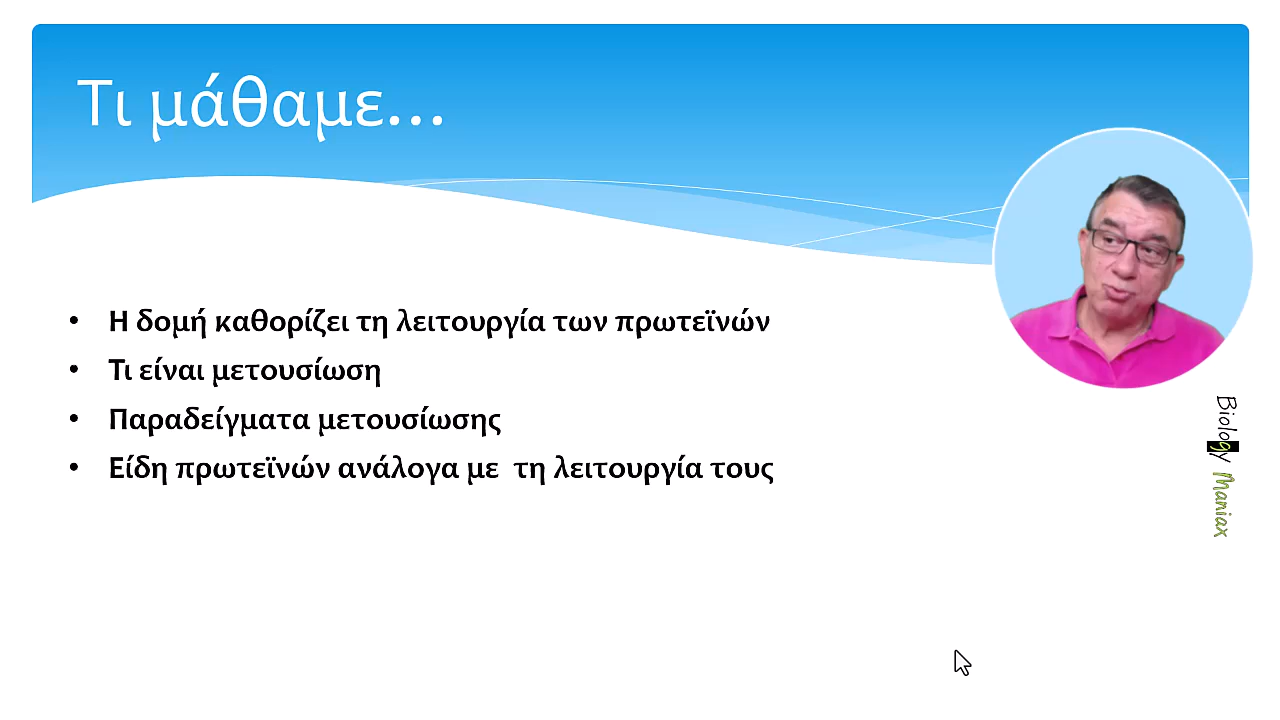 Τι μάθαμε...
• Η δομή καθορίζει τη λειτουργία των πρωτεϊνών
• Τι είναι μετουσίωση
• Παραδείγματα μετουσίωσης
• Είδη πρωτεϊνών ανάλογα με  τη λειτουργία τους
Biology Maniax